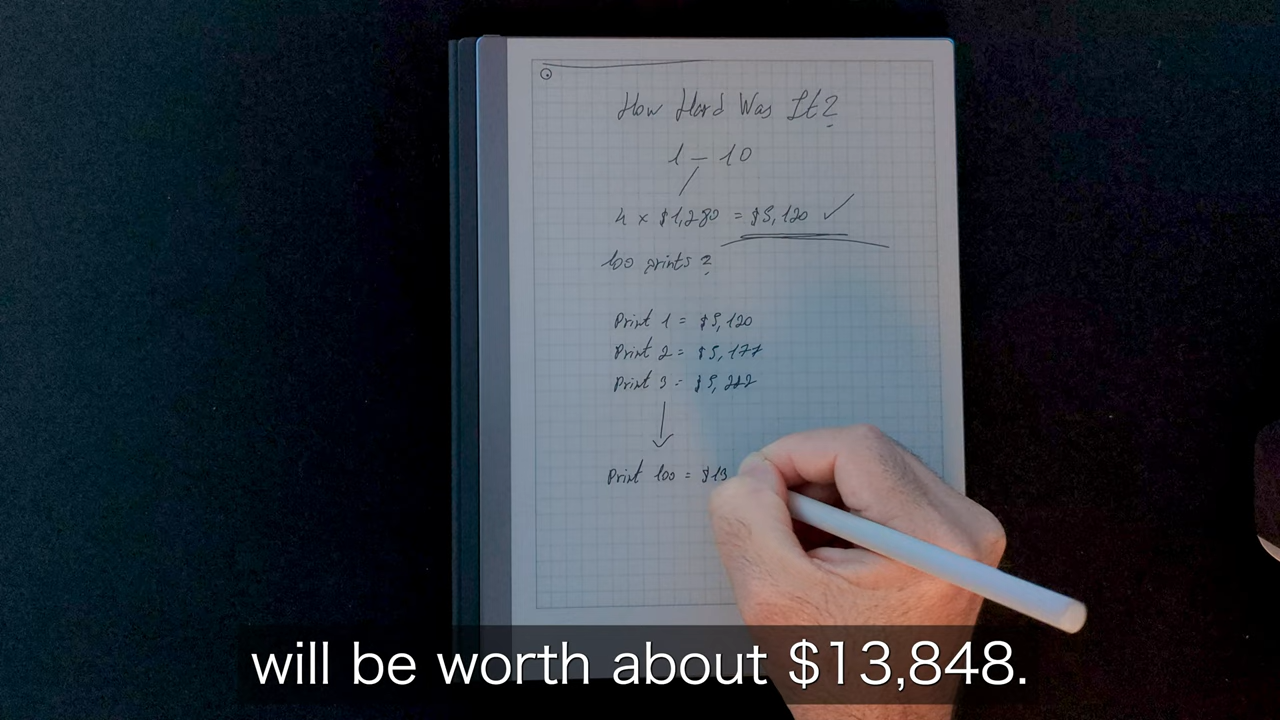 How Hard Was It?
1 - 10
4 x $1,280 = $5,120 ✓
100 prints?
Print 1 = $5,120
Print 2 = $5,171
Print 3 = $5,222
Print 100 = $13
will be worth about $13,848.